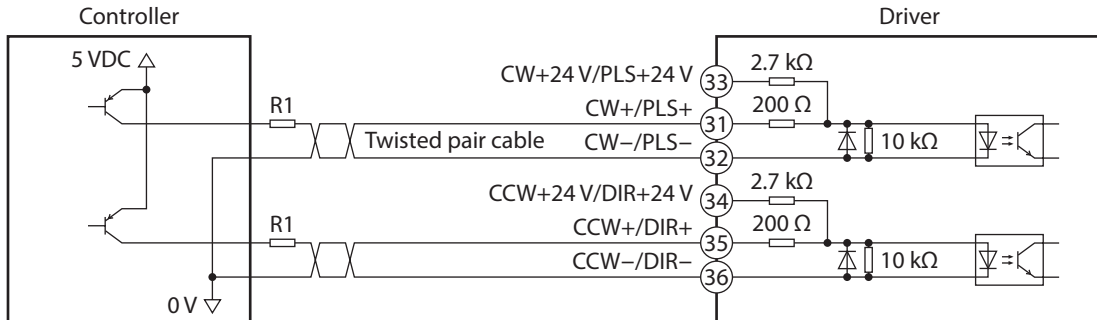 Controller
Driver
5 VDC
CW+24 V/PLS+24 V
33
2.7 kΩ
R1
CW+/PLS+
31
200 Ω
Twisted pair cable
CW−/PLS−
32
10 kΩ
CCW+24 V/DIR+24 V
34
2.7 kΩ
R1
CCW+/DIR+
35
200 Ω
CCW−/DIR−
36
10 kΩ
0 V